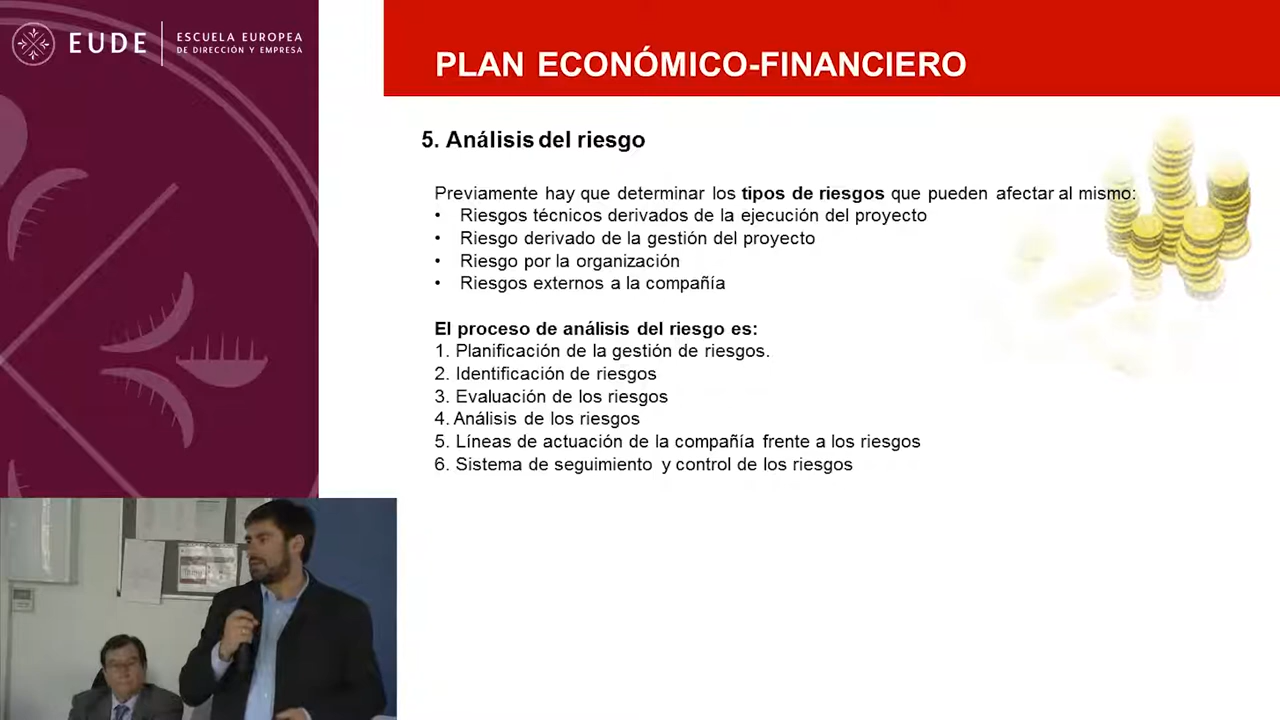 EUDE
ESCUELA EUROPEA
DE DIRECCIÓN Y EMPRESA
PLAN ECONÓMICO-FINANCIERO
5. Análisis del riesgo
Previamente hay que determinar los tipos de riesgos que pueden afectar al mismo:
• Riesgos técnicos derivados de la ejecución del proyecto
• Riesgo derivado de la gestión del proyecto
• Riesgo por la organización
• Riesgos externos a la compañía
El proceso de análisis del riesgo es:
1. Planificación de la gestión de riesgos.
2. Identificación de riesgos
3. Evaluación de los riesgos
4. Análisis de los riesgos
5. Líneas de actuación de la compañía frente a los riesgos
6. Sistema de seguimiento y control de los riesgos